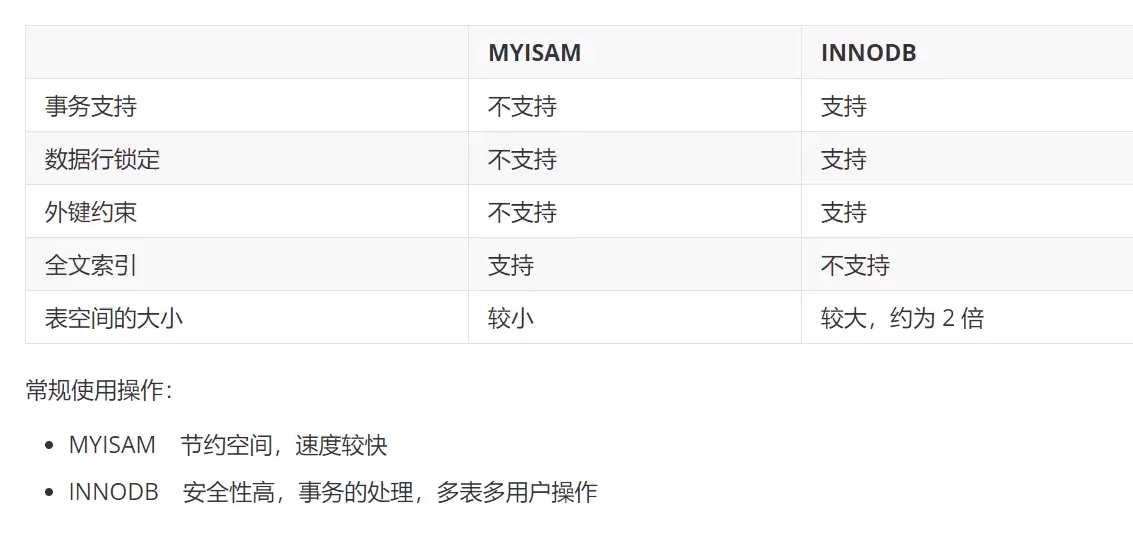 MYISAM INNODB
事务支持 不支持 支持
数据行锁定 不支持 支持
外键约束 不支持 支持
全文索引 支持 不支持
表空间的大小 较小 较大，约为 2 倍
常规使用操作：
MYISAM 节约空间，速度较快
INNODB 安全性高，事务的处理，多表多用户操作